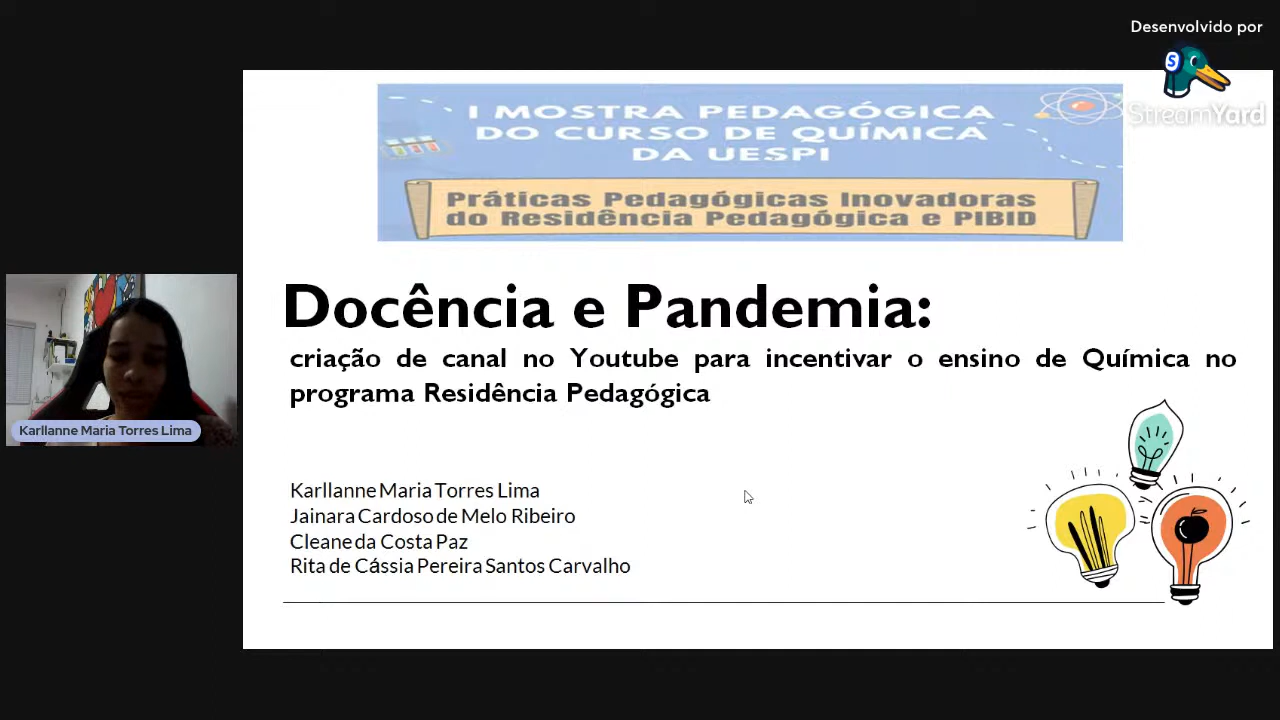 Desenvolvido por
StreamYard
I MOSTRA PEDAGÓGICA
DO CURSO DE QUÍMICA
DA UESPI
Práticas Pedagógicas Inovadoras
do Residência Pedagógica e PIBID
Docência e Pandemia:
criação de canal no Youtube para incentivar o ensino de Química no
programa Residência Pedagógica
Karllanne Maria Torres Lima
Karllanne Maria Torres Lima
Jainara Cardoso de Melo Ribeiro
Cleane da Costa Paz
Rita de Cássia Pereira Santos Carvalho